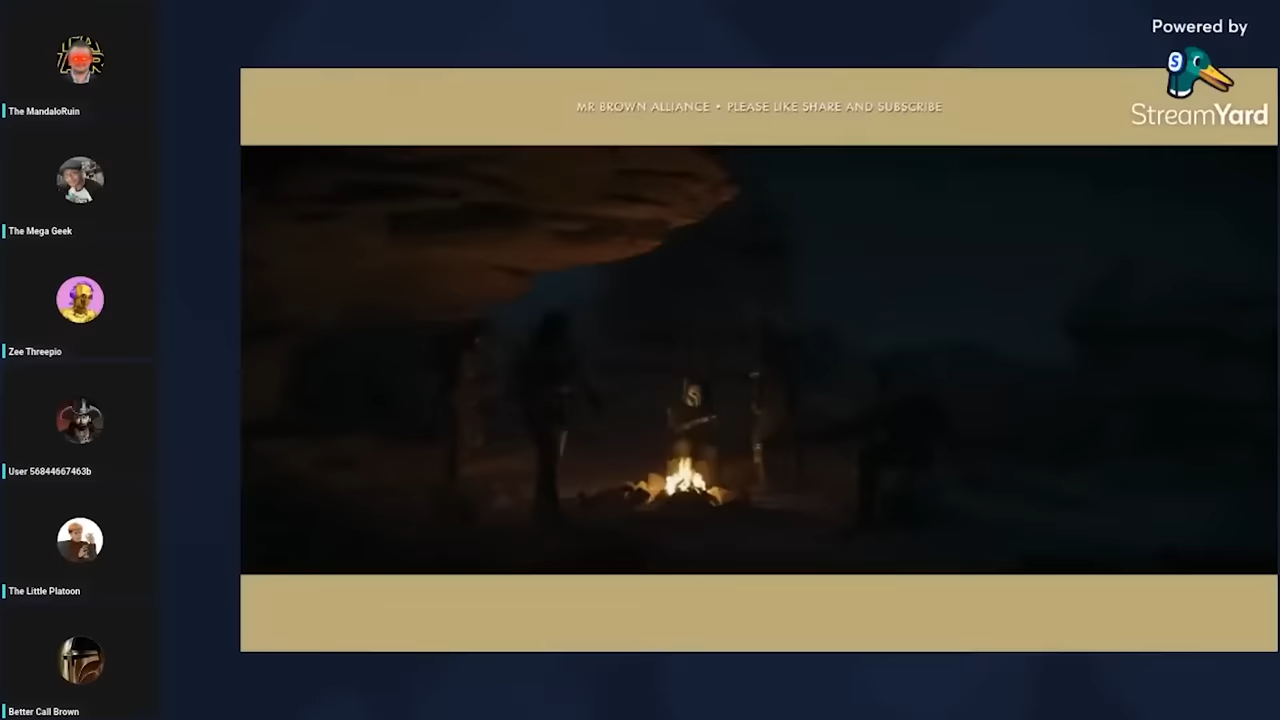 Powered by
StreamYard
MR BROWN ALLIANCE • PLEASE LIKE SHARE AND SUBSCRIBE
The MandaloRuin
The Mega Geek
Zee Threepio
User 56844667463b
The Little Platoon
Better Call Brown